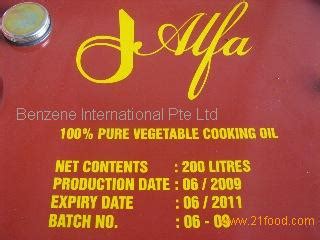 Alfa
Benzene International Pte Ltd
100% PURE VEGETABLE COOKING OIL
NET CONTENTS : 200 LITRES
PRODUCTION DATE : 06 / 2009
EXPIRY DATE : 06 / 2011
BATCH NO. : 06 - 09
www.21food.com